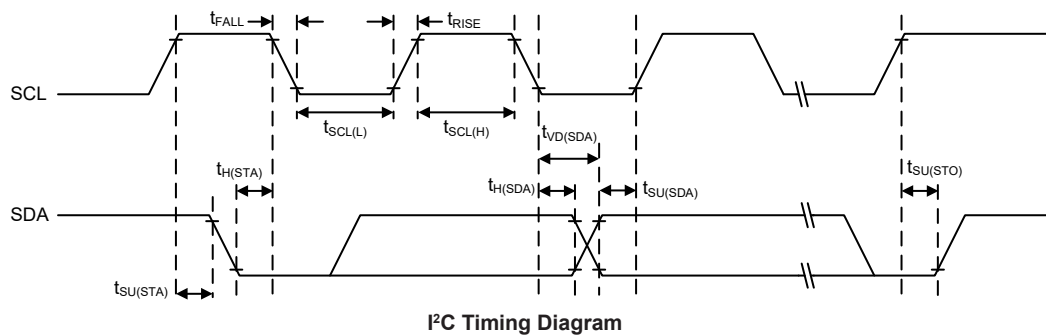 tFALL
tRISE
SCL
tSCL(L)
tSCL(H)
tVD(SDA)
tH(STA)
tH(SDA)
tSU(SDA)
tSU(STO)
SDA
tSU(STA)
I²C Timing Diagram